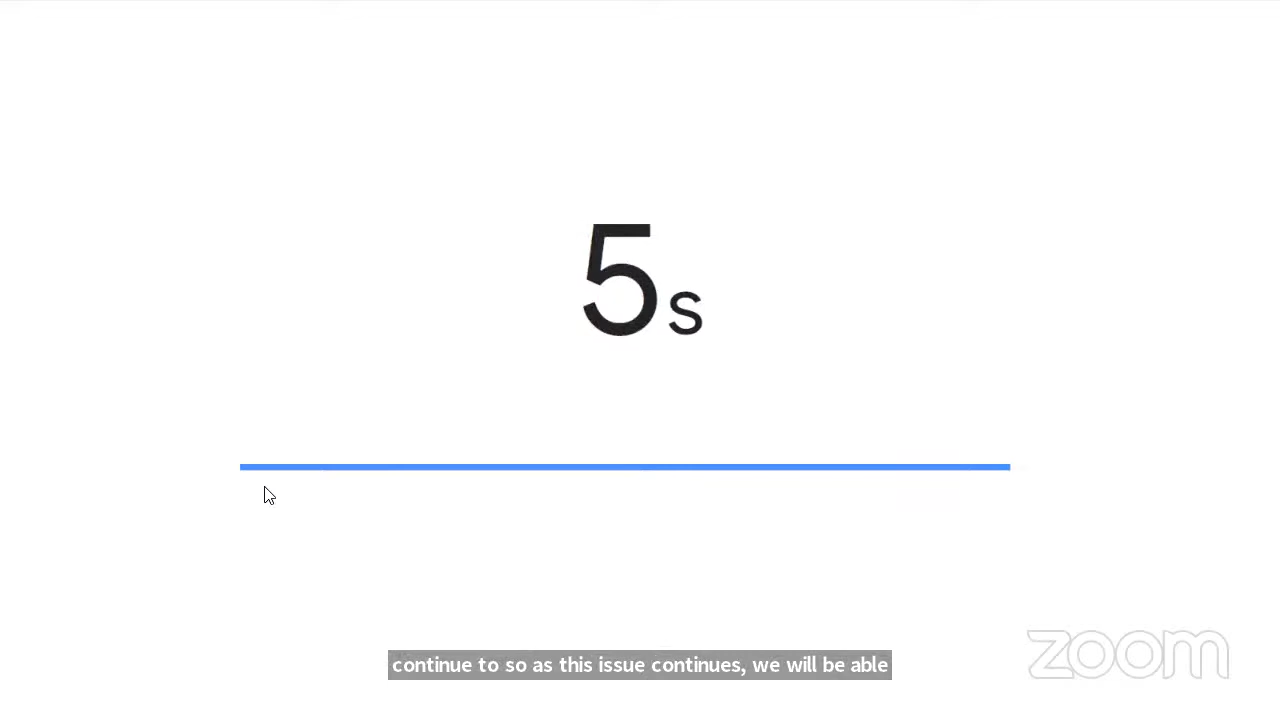 5s
continue to so as this issue continues, we will be able
zoom